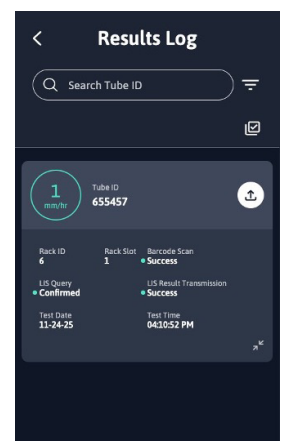 Results Log
Search Tube ID
1
mm/hr
Tube ID
655457
Rack ID
6
Rack Slot
1
Barcode Scan
Success
LIS Query
Confirmed
LIS Result Transmission
Success
Test Date
11-24-25
Test Time
04:10:52 PM